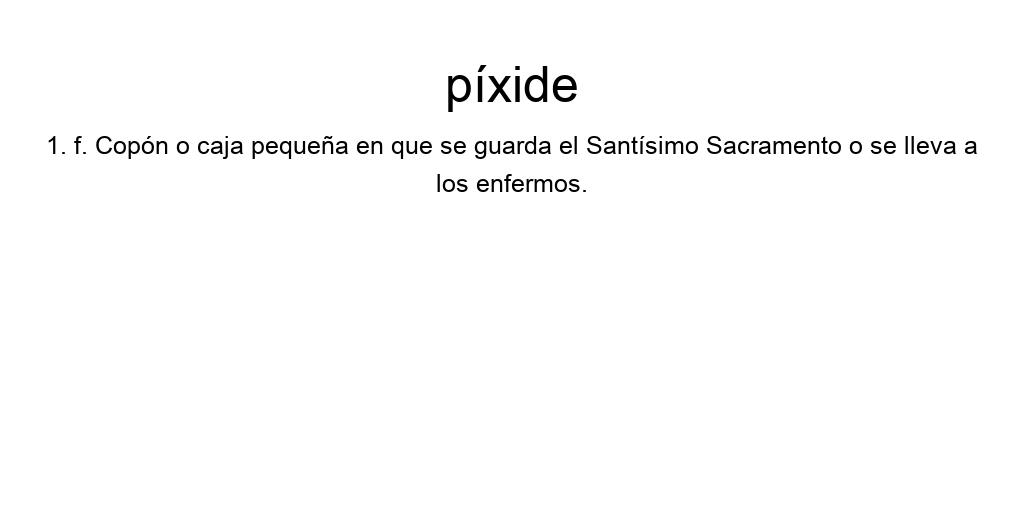 píxide
1. f. Copón o caja pequeña en que se guarda el Santísimo Sacramento o se lleva a
los enfermos.